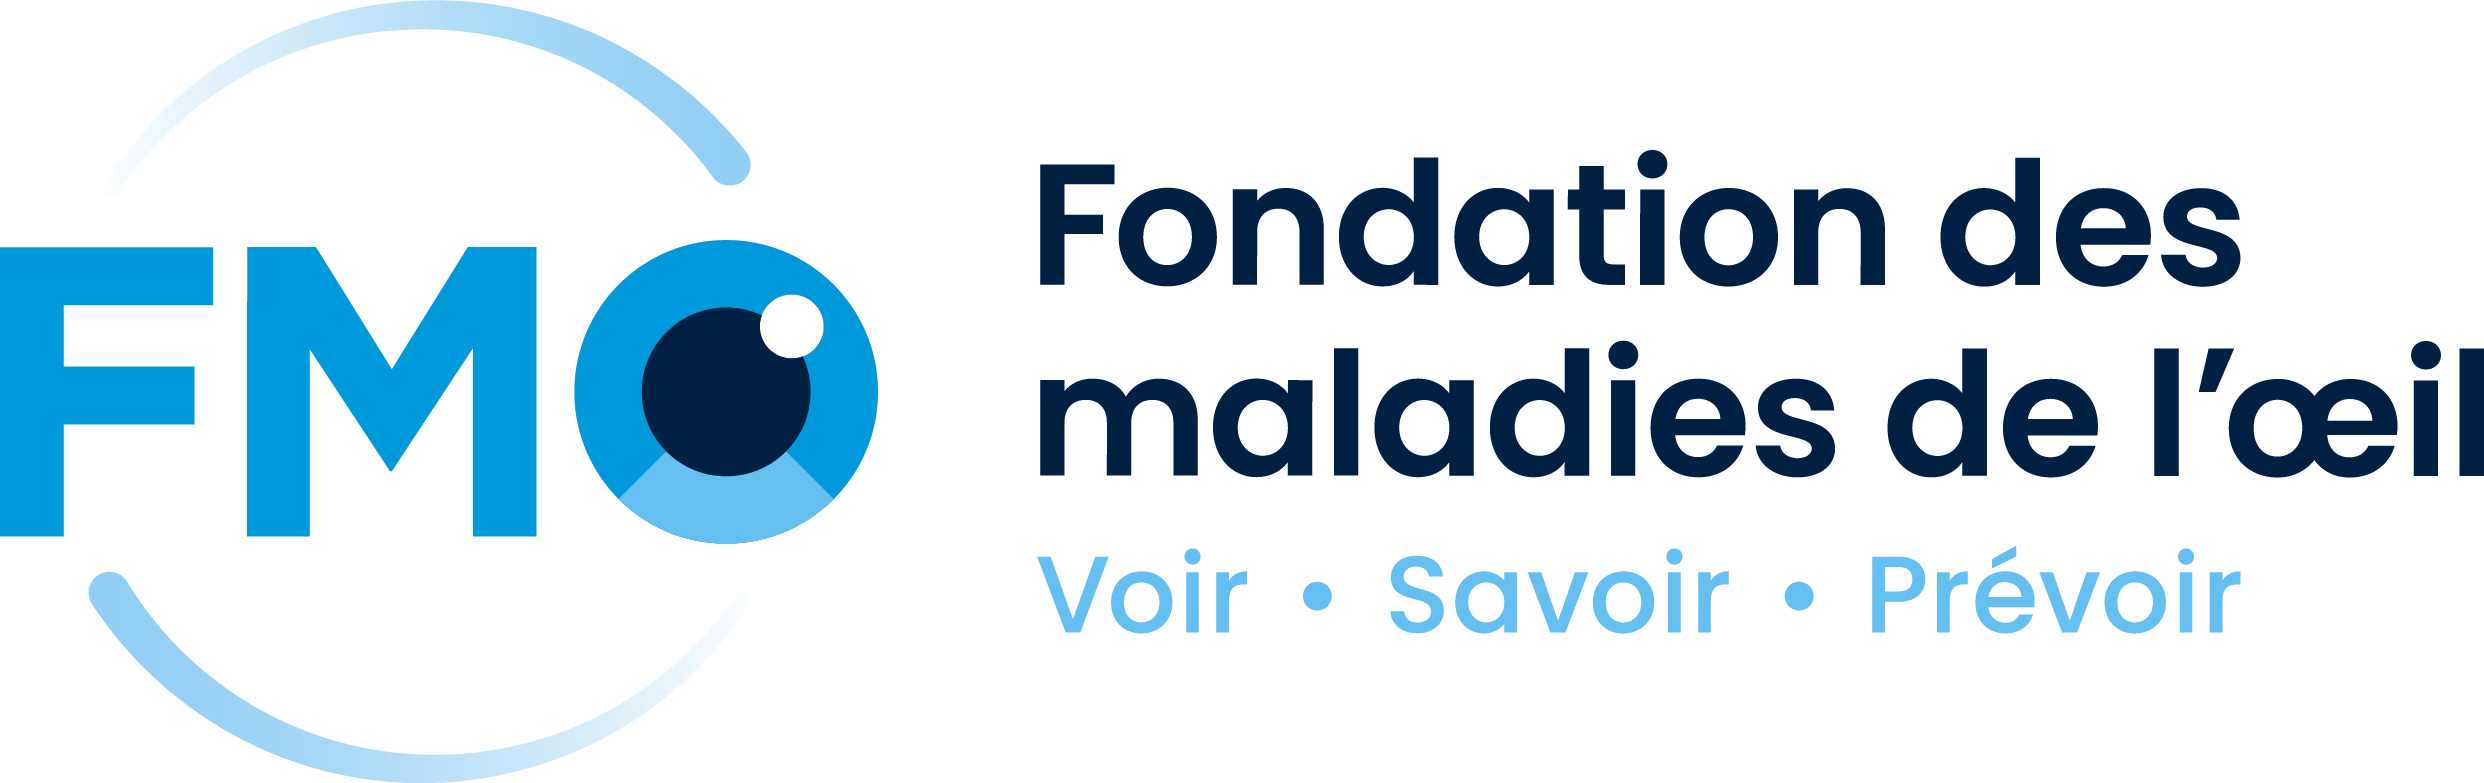 FMO
Fondation des
maladies de l’œil
Voir • Savoir • Prévoir